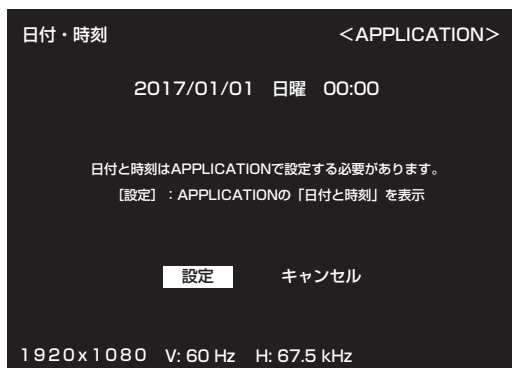 日付・時刻 <APPLICATION>
2017/01/01 日曜 00:00
日付と時刻はAPPLICATIONで設定する必要があります。
［設定］：APPLICATIONの「日付と時刻」を表示
設定 キャンセル
1920x1080 V: 60 Hz H: 67.5 kHz